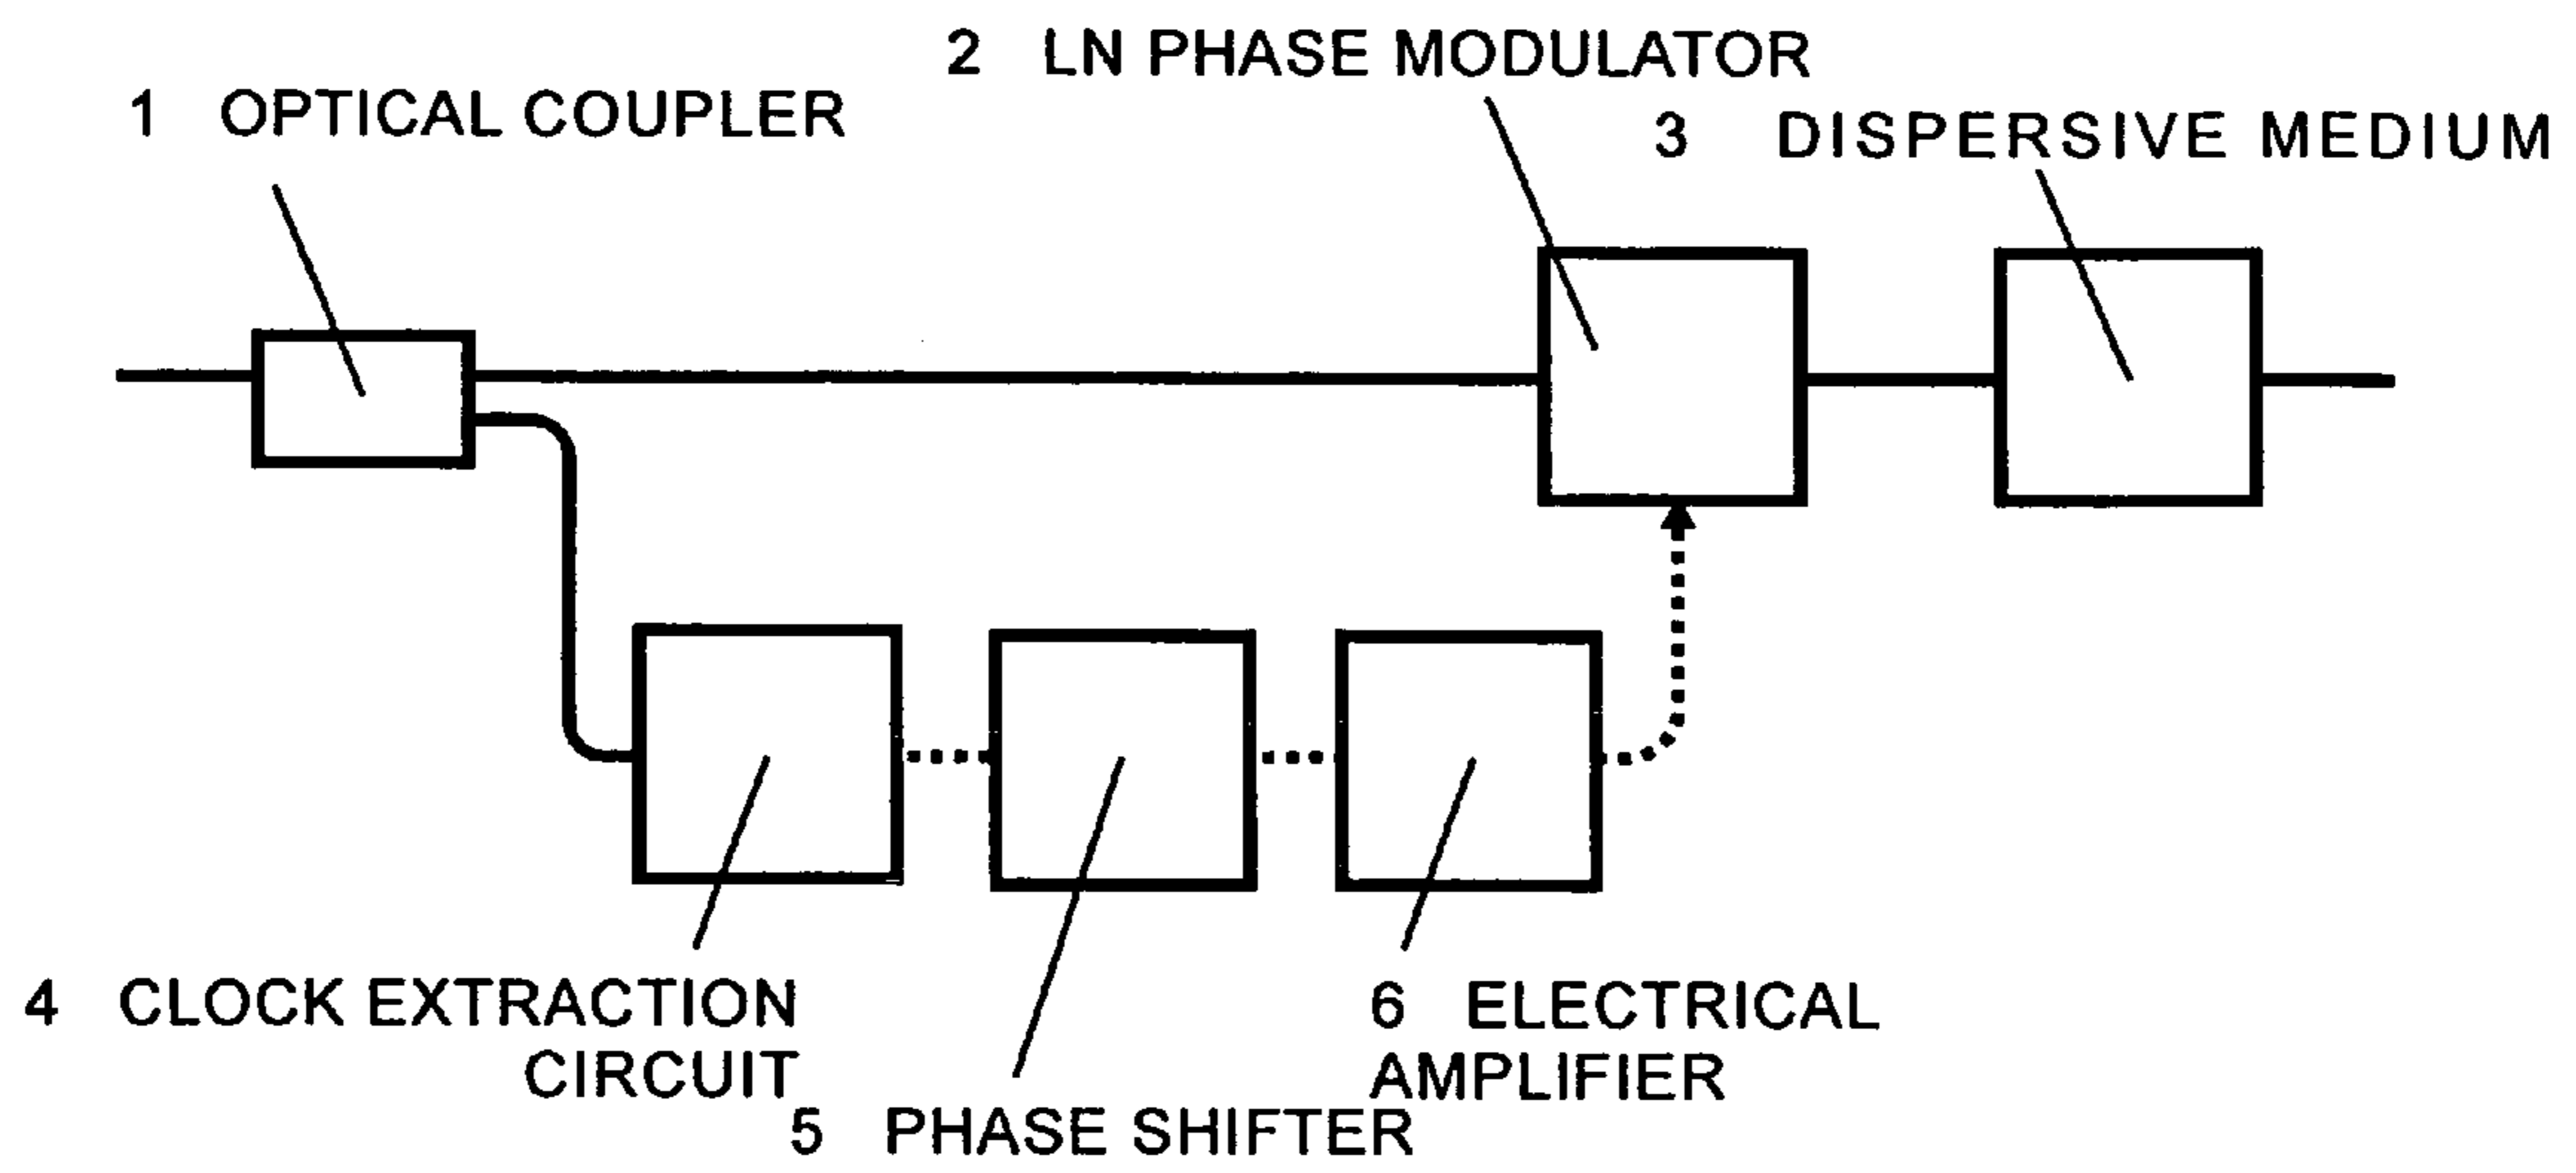 2 LN PHASE MODULATOR
1 OPTICAL COUPLER
3 DISPERSIVE MEDIUM
4 CLOCK EXTRACTION
CIRCUIT
5 PHASE SHIFTER
6 ELECTRICAL
AMPLIFIER